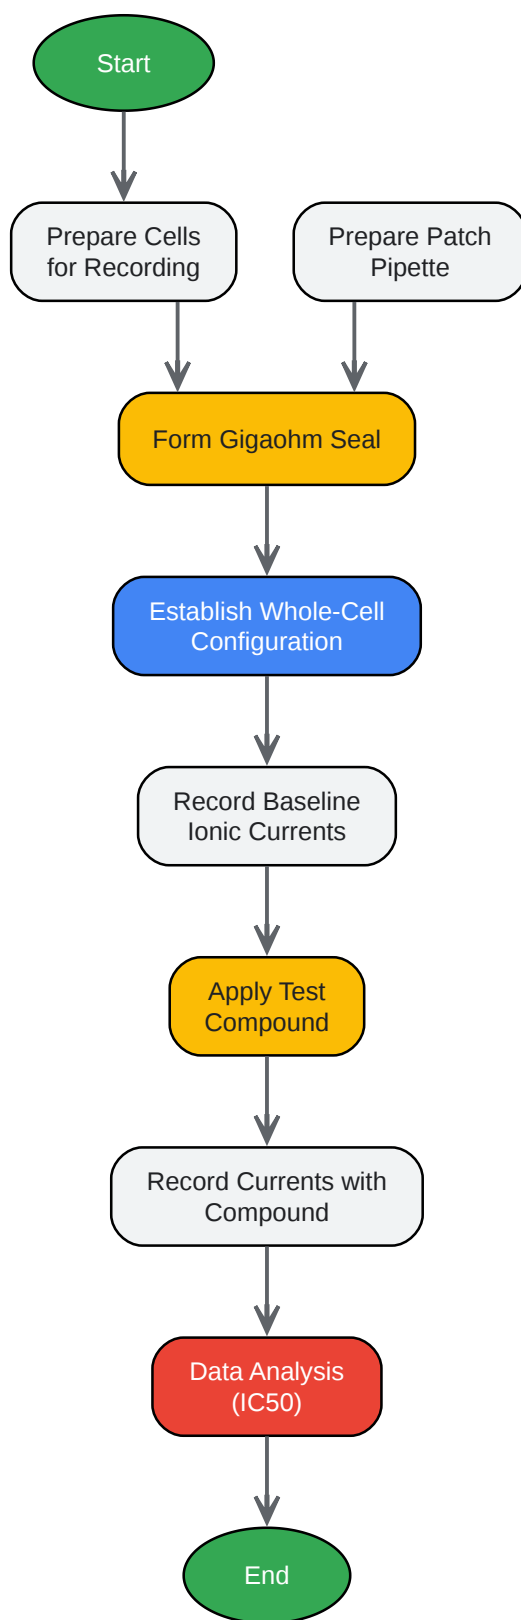 Start
Prepare Cells
for Recording
Prepare Patch
Pipette
Form Gigaohm Seal
Establish Whole-Cell
Configuration
Record Baseline
Ionic Currents
Apply Test
Compound
Record Currents with
Compound
Data Analysis
(IC50)
End